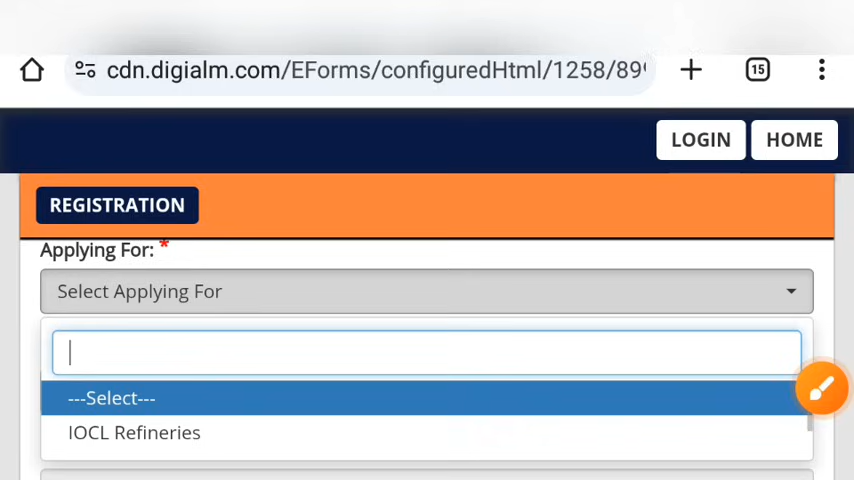 cdn.digialm.com/EForms/configuredHtml/1258/89
15
LOGIN HOME
REGISTRATION
Applying For: *
Select Applying For
---Select---
IOCL Refineries